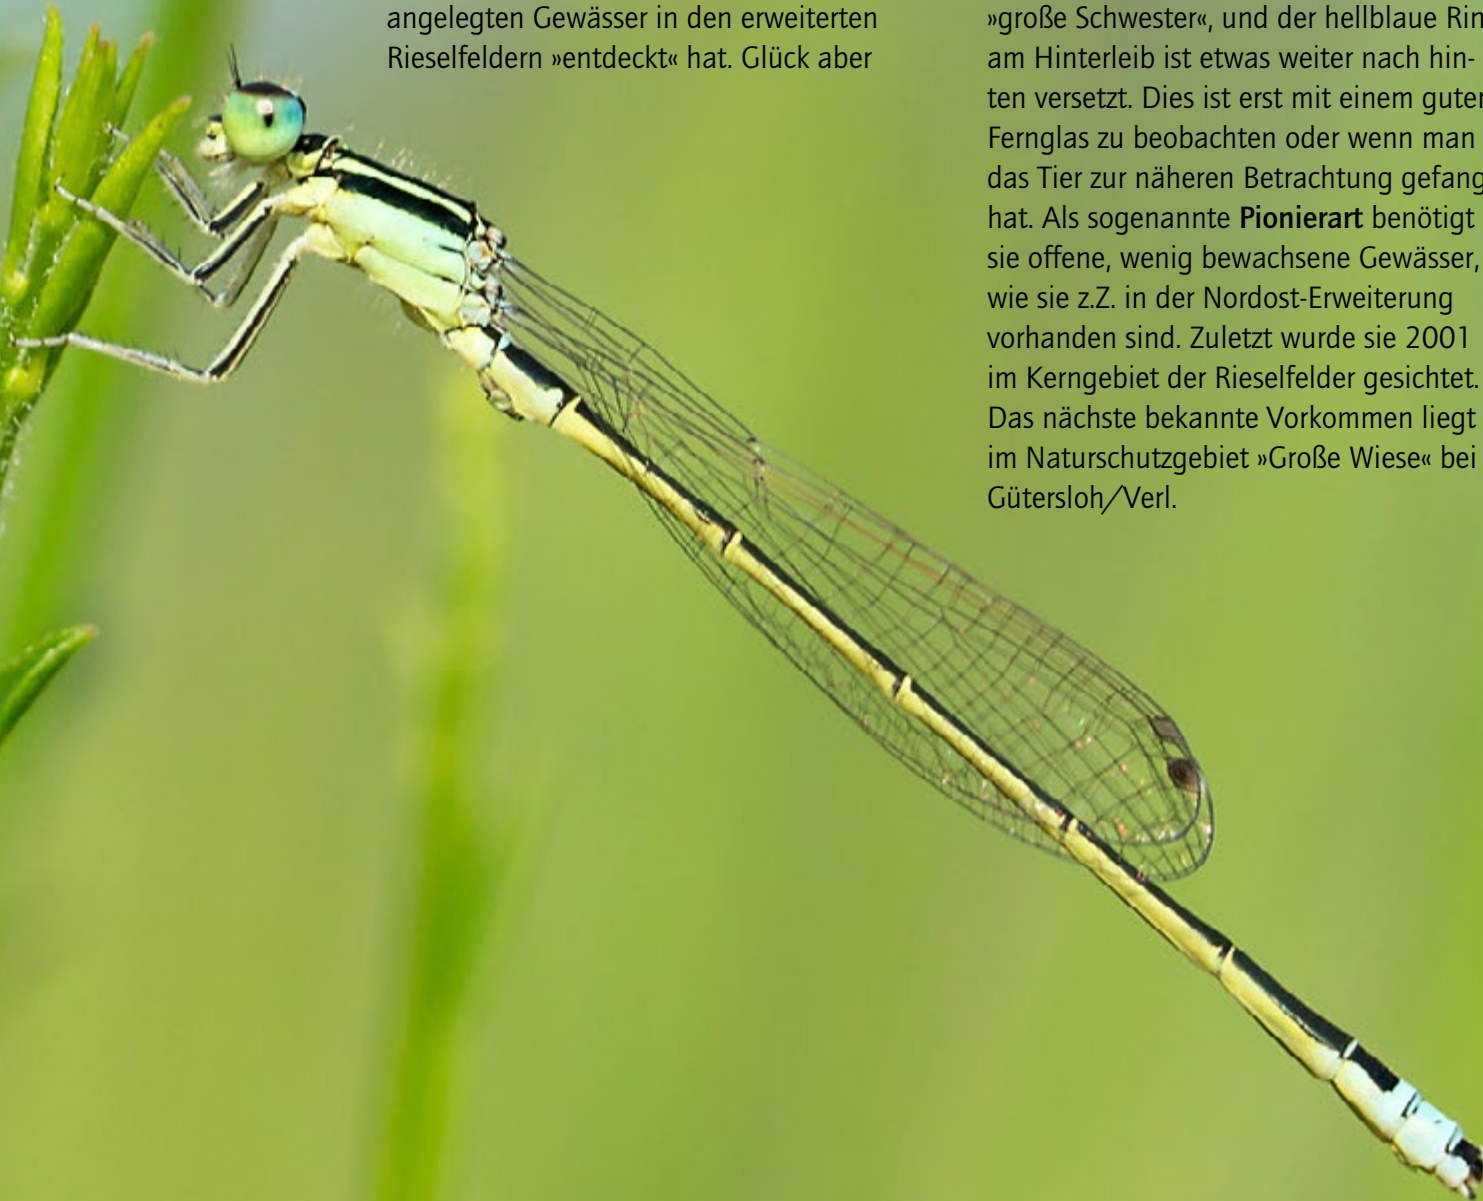 angelegten Gewässer in den erweiterten
Rieselfeldern »entdeckt« hat. Glück aber
»große Schwester«, und der hellblaue
am Hinterleib ist etwas weiter nach hin-
ten versetzt. Dies ist erst mit einem
Fernglas zu beobachten oder wenn man
das Tier zur näheren Betrachtung
hat. Als sogenannte Pionierart benötigt
sie offene, wenig bewachsene Gewässer,
wie sie z.Z. in der Nordost-Erweiterung
vorhanden sind. Zuletzt wurde sie 2001
im Kerngebiet der Rieselfelder gesichtet.
Das nächste bekannte Vorkommen liegt
im Naturschutzgebiet »Große Wiese« bei
Gütersloh/Verl.